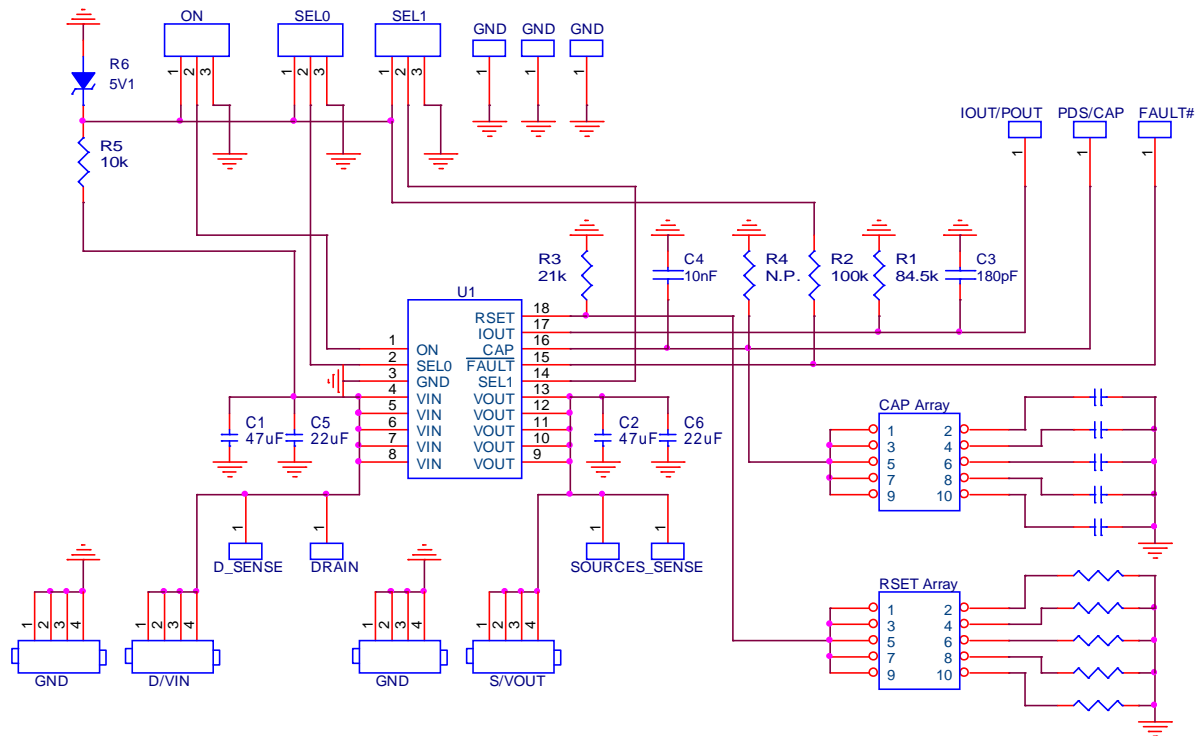 ON
SEL0
SEL1
GND
GND
GND
1
2
3
1
2
3
1
2
3
1
1
1
R6
5V1
R5
10k
IOUT/POUT
PDS/CAP
FAULT#
1
1
1
R3
21k
C4
10nF
R4
N.P.
R2
100k
R1
84.5k
C3
180pF
U1
1
2
3
4
5
6
7
8
ON
SEL0
GND
VIN
VIN
VIN
VIN
VIN
RSET
IOUT
CAP
FAULT
SEL1
VOUT
VOUT
VOUT
VOUT
VOUT
18
17
16
15
14
13
12
11
10
9
C1
47uF
C5
22uF
C2
47uF
C6
22uF
CAP Array
1
3
5
7
9
2
4
6
8
10
1
1
1
1
D_SENSE
DRAIN
SOURCES_SENSE
1
2
3
4
1
2
3
4
1
2
3
4
1
2
3
4
GND
D/VIN
GND
S/VOUT
RSET Array
1
3
5
7
9
2
4
6
8
10